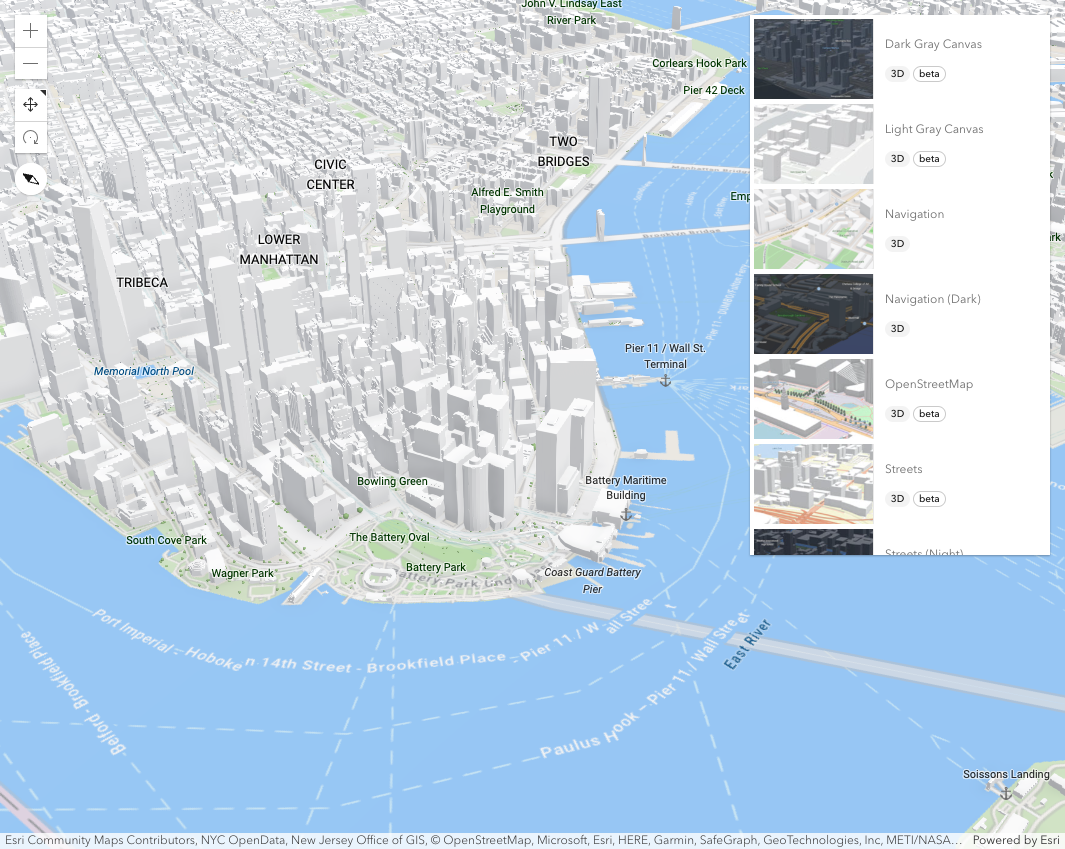 John V. Lindsay East
River Park
Corlears Hook Park
Pier 42 Deck
TWO
BRIDGES
CIVIC
CENTER
Manhattan Bridge
Alfred E. Smith
Playground
Emp
Brooklyn Bridge
LOWER
MANHATTAN
TRIBECA
Pier 11 / Wall St.
Terminal
Memorial North Pool
Bowling Green
Battery Maritime
Building
South Cove Park
The Battery Oval
Wagner Park
Battery Park
Coast Guard Battery
Pier
Port Imperial - Hoboken 14th Street - Brookfield Place - Pier 11 / Wall Stree
Belford - Brookfield Place
Paulus Hook - Pier 11 / Wall Street
East River
Soissons Landing
Dark Gray Canvas
3D beta
Light Gray Canvas
3D beta
Navigation
3D
Navigation (Dark)
3D
OpenStreetMap
3D beta
Streets
3D beta
Streets (Night)
Esri Community Maps Contributors, NYC OpenData, New Jersey Office of GIS, © OpenStreetMap, Microsoft, Esri, HERE, Garmin, SafeGraph, GeoTechnologies, Inc, METI/NASA…
Powered by Esri